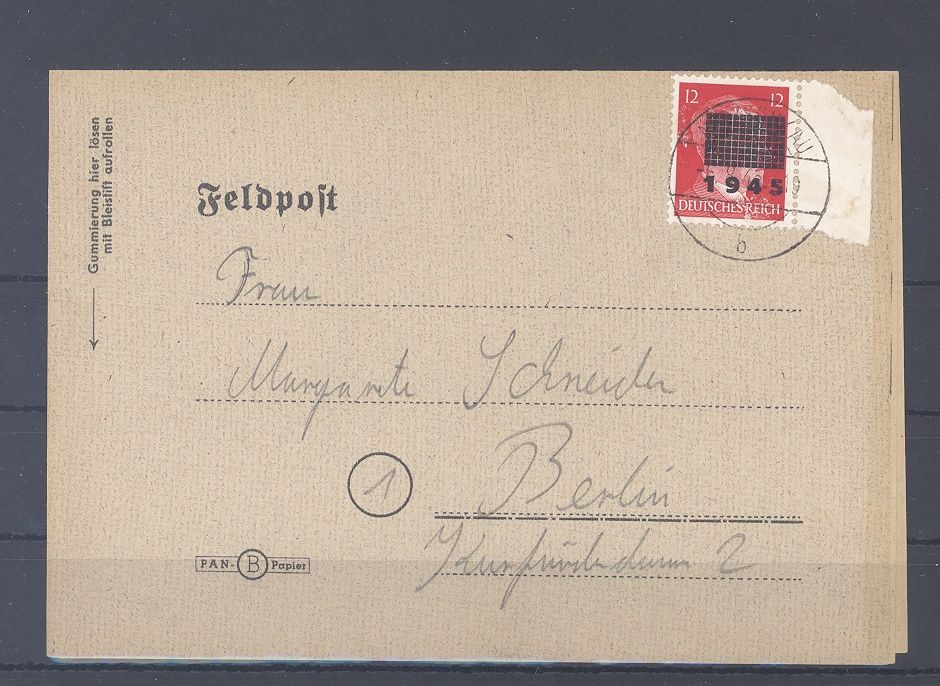 Gummierung hier lösen
mit Bleistift aufrollen
12 12
1945
DEUTSCHES REICH
AU
b
Feldpost
Frau
Margarete Schneider
1
Berlin
Kurfürstendamm 2
PAN-B Papier